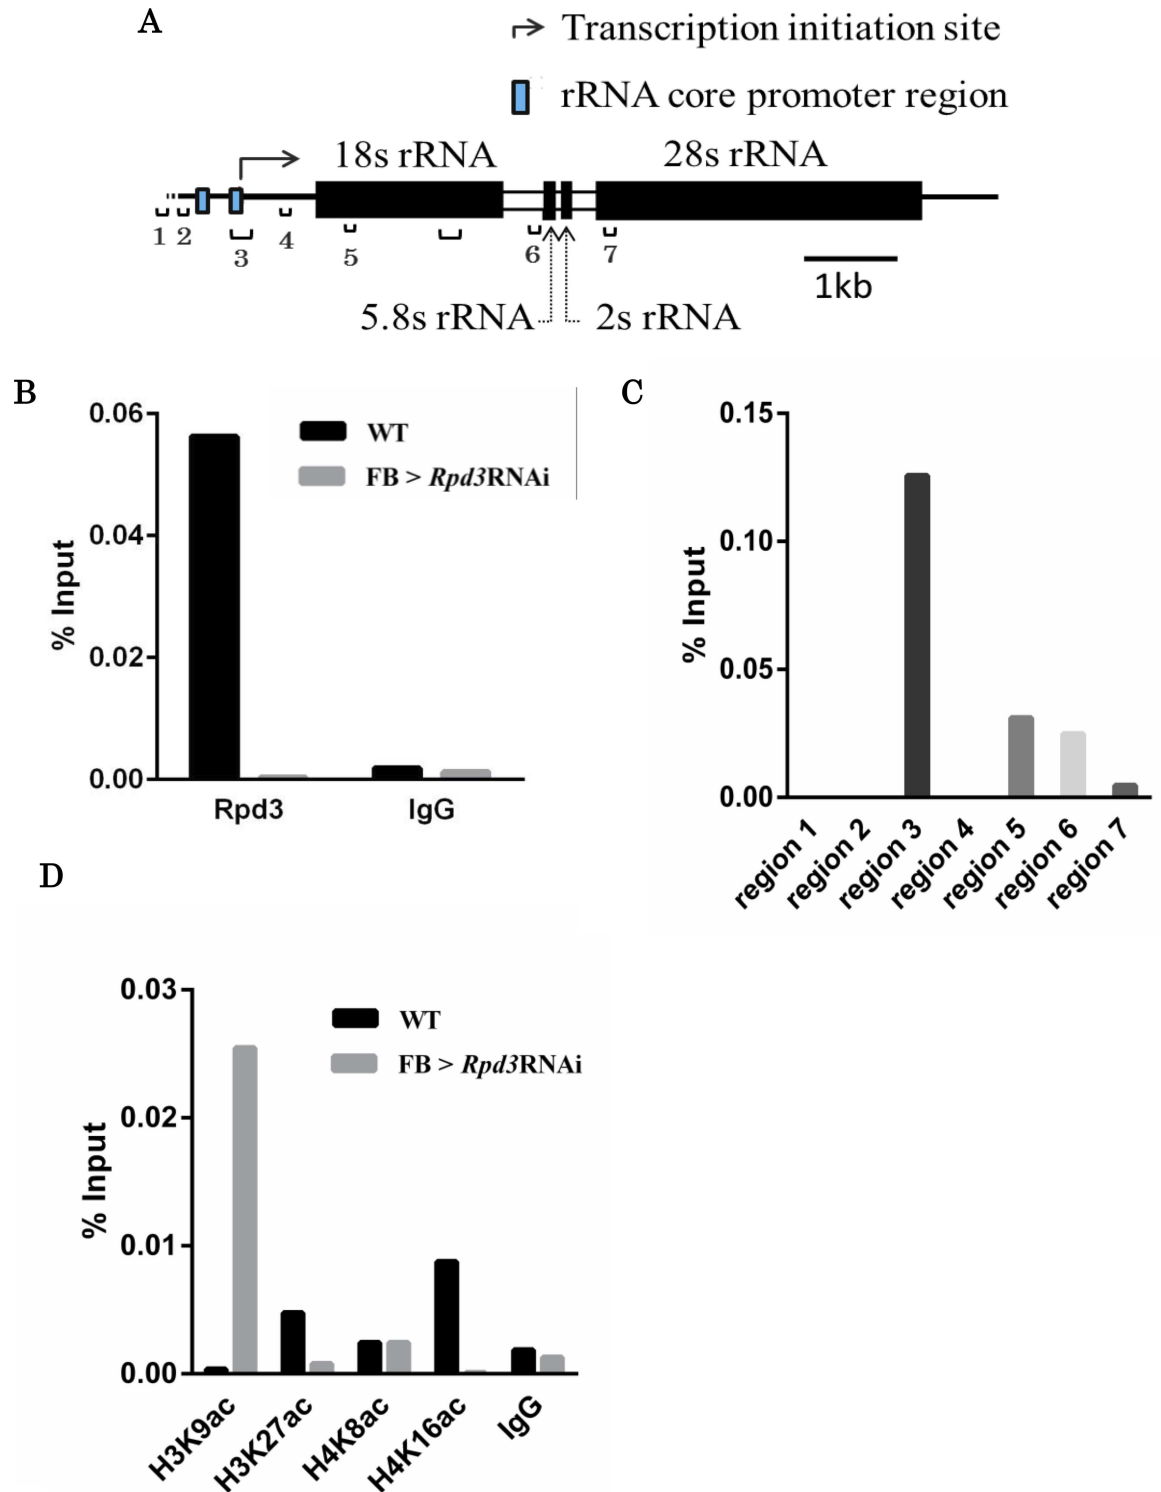 A
Transcription initiation site
rRNA core promoter region
18s rRNA
28s rRNA
1 2
3
4
5
6
7
1kb
5.8s rRNA
2s rRNA
B
0.06
0.04
0.02
0.00
% Input
WT
FB > Rpd3RNAi
Rpd3
IgG
C
0.15
0.10
0.05
0.00
% Input
region 1
region 2
region 3
region 4
region 5
region 6
region 7
D
0.03
0.02
0.01
0.00
% Input
WT
FB > Rpd3RNAi
H3K9ac
H3K27ac
H4K8ac
H4K16ac
IgG